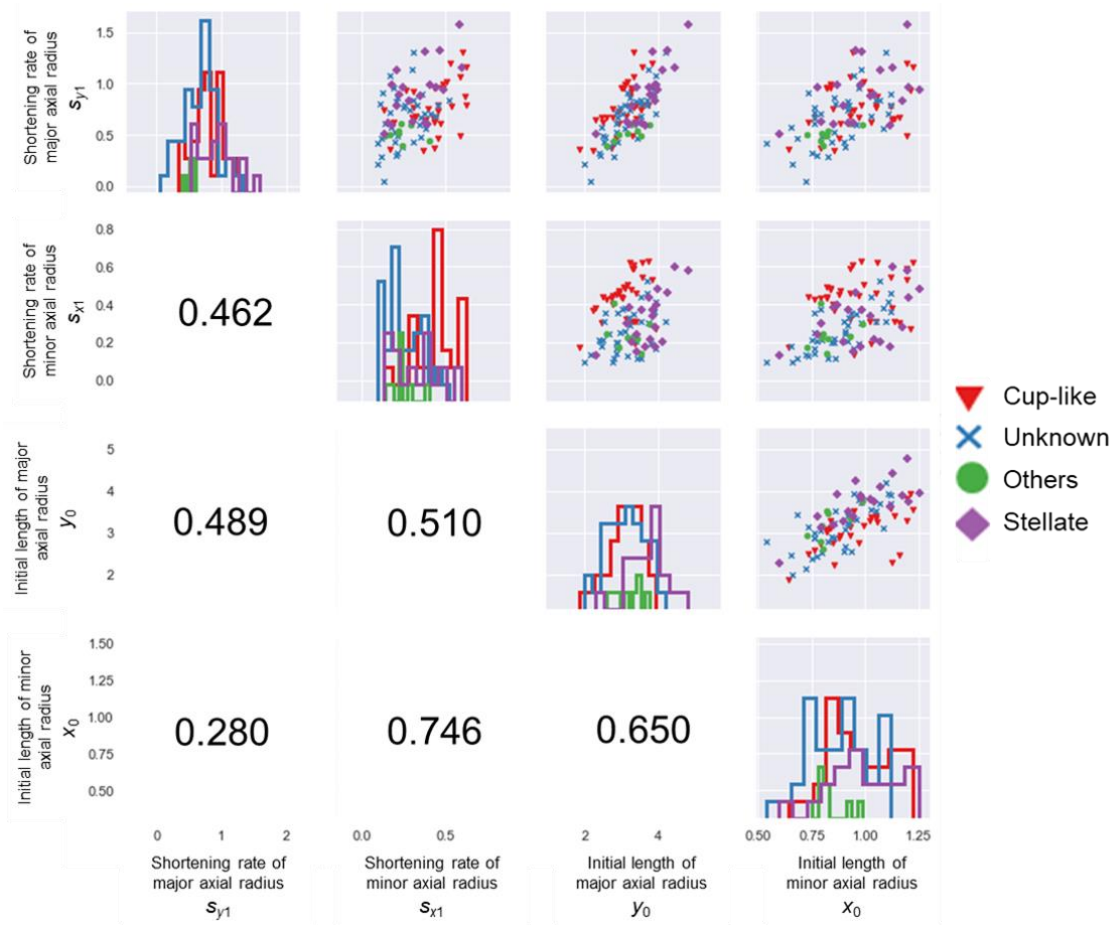 Shortening rate of
major axial radius
sy1
1.5
1.0
0.5
0.0
Shortening rate of
minor axial radius
sx1
0.8
0.6
0.4
0.2
0.0
0.462
Cup-like
Unknown
Others
Stellate
Initial length of major
axial radius
y0
5
4
3
2
0.489
0.510
Initial length of minor
axial radius
x0
1.50
1.25
1.00
0.75
0.50
0.280
0.746
0.650
0
1
2
0.0
0.5
2
4
0.50
0.75
1.00
1.25
Shortening rate of
major axial radius
sy1
Shortening rate of
minor axial radius
sx1
Initial length of
major axial radius
y0
Initial length of
minor axial radius
x0